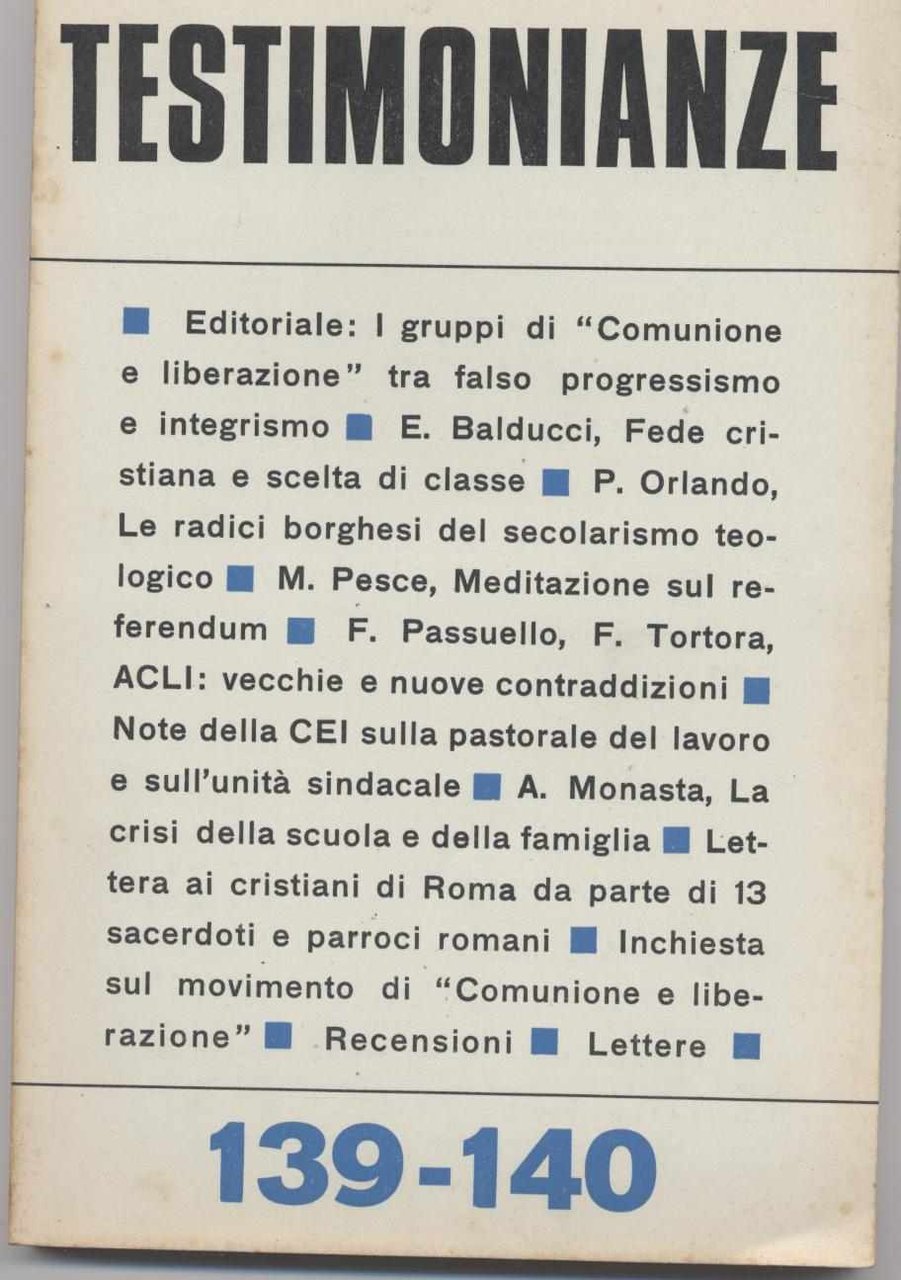 TESTIMONIANZE
■ Editoriale: I gruppi di “Comunione
e liberazione” tra falso progressismo
e integrismo ■ E. Balducci, Fede cri-
stiana e scelta di classe ■ P. Orlando,
Le radici borghesi del secolarismo teo-
logico ■ M. Pesce, Meditazione sul re-
ferendum ■ F. Passuello, F. Tortora,
ACLI: vecchie e nuove contraddizioni ■
Note della CEI sulla pastorale del lavoro
e sull’unità sindacale ■ A. Monasta, La
crisi della scuola e della famiglia ■ Let-
tera ai cristiani di Roma da parte di 13
sacerdoti e parroci romani ■ Inchiesta
sul movimento di “Comunione e libe-
razione” ■ Recensioni ■ Lettere ■
139-140